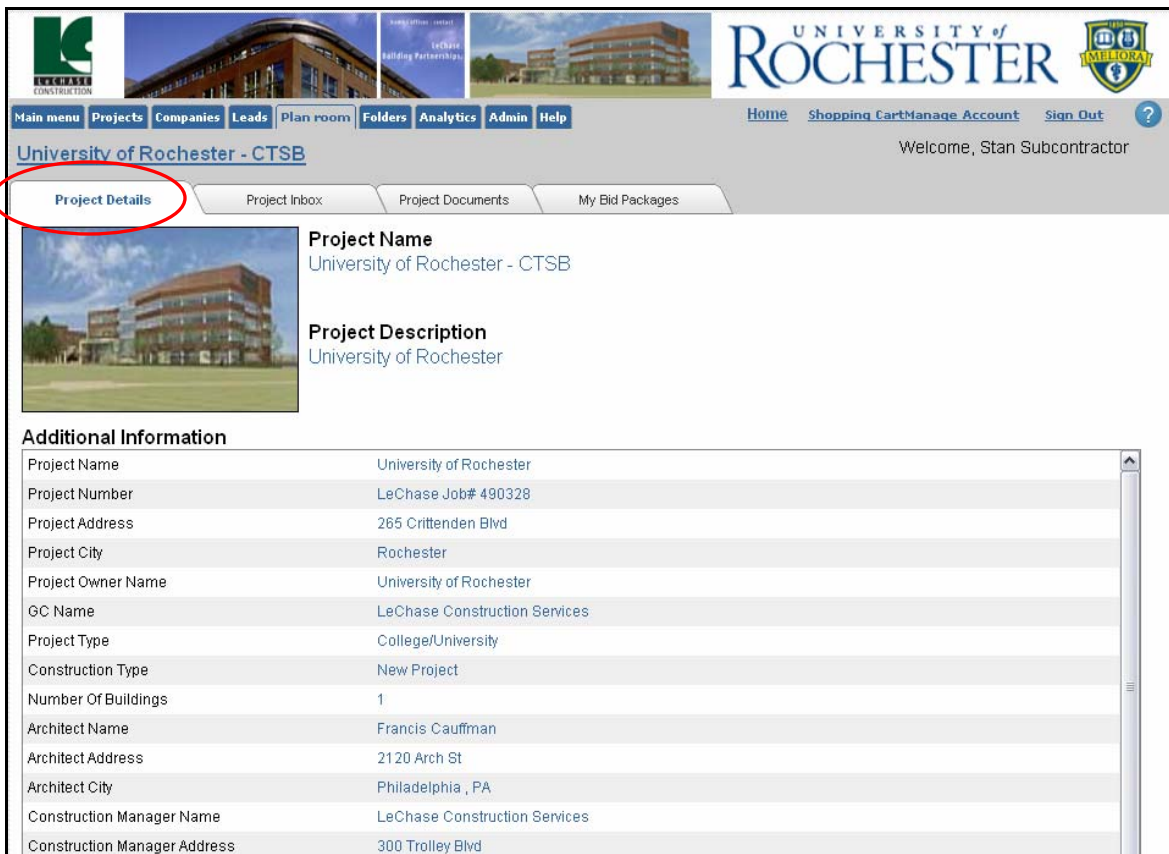 LeCHASE
CONSTRUCTION
home / offices / contact
LeChase.
Building Partnerships.
UNIVERSITY of
ROCHESTER
MELIORA
Main menu Projects Companies Leads Plan room Folders Analytics Admin Help
Home Shopping CartManage Account Sign Out ?
University of Rochester - CTSB
Welcome, Stan Subcontractor
Project Details Project Inbox Project Documents My Bid Packages
Project Name
University of Rochester - CTSB
Project Description
University of Rochester
Additional Information
Project Name University of Rochester
Project Number LeChase Job# 490328
Project Address 265 Crittenden Blvd
Project City Rochester
Project Owner Name University of Rochester
GC Name LeChase Construction Services
Project Type College/University
Construction Type New Project
Number Of Buildings 1
Architect Name Francis Cauffman
Architect Address 2120 Arch St
Architect City Philadelphia , PA
Construction Manager Name LeChase Construction Services
Construction Manager Address 300 Trolley Blvd